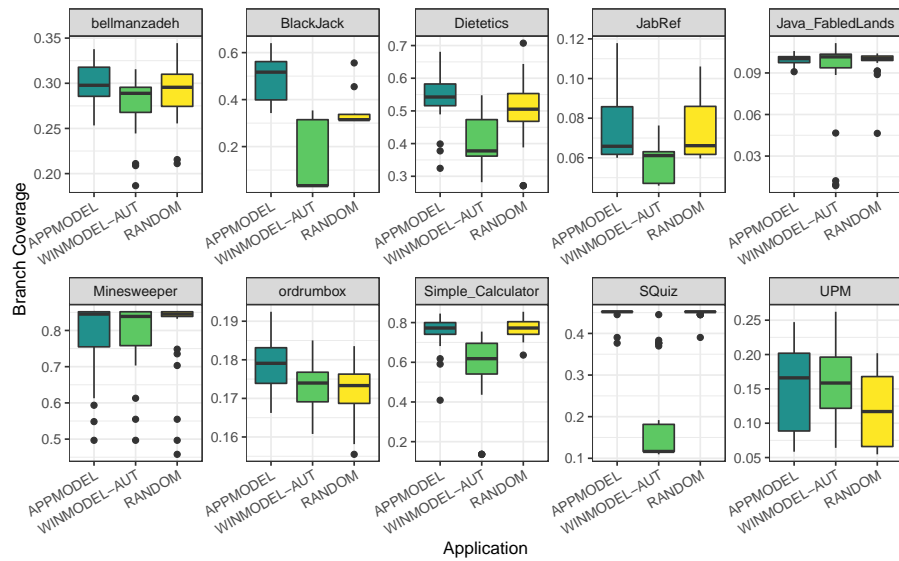 bellmanzadeh BlackJack Dietetics JabRef Java_FabledLands
0.35 0.30 0.25 0.20
0.6 0.4 0.2
0.7 0.6 0.5 0.4 0.3
0.12 0.10 0.08 0.06
0.09 0.06 0.03
APPMODEL WINMODEL−AUT RANDOM
APPMODEL WINMODEL−AUT RANDOM
APPMODEL WINMODEL−AUT RANDOM
APPMODEL WINMODEL−AUT RANDOM
APPMODEL WINMODEL−AUT RANDOM
Branch Coverage
Minesweeper ordrumbox Simple_Calculator SQuiz UPM
0.8 0.7 0.6 0.5
0.19 0.18 0.17 0.16
0.8 0.6 0.4 0.2
0.4 0.3 0.2 0.1
0.25 0.20 0.15 0.10 0.05
APPMODEL WINMODEL−AUT RANDOM
APPMODEL WINMODEL−AUT RANDOM
APPMODEL WINMODEL−AUT RANDOM
APPMODEL WINMODEL−AUT RANDOM
APPMODEL WINMODEL−AUT RANDOM
Application